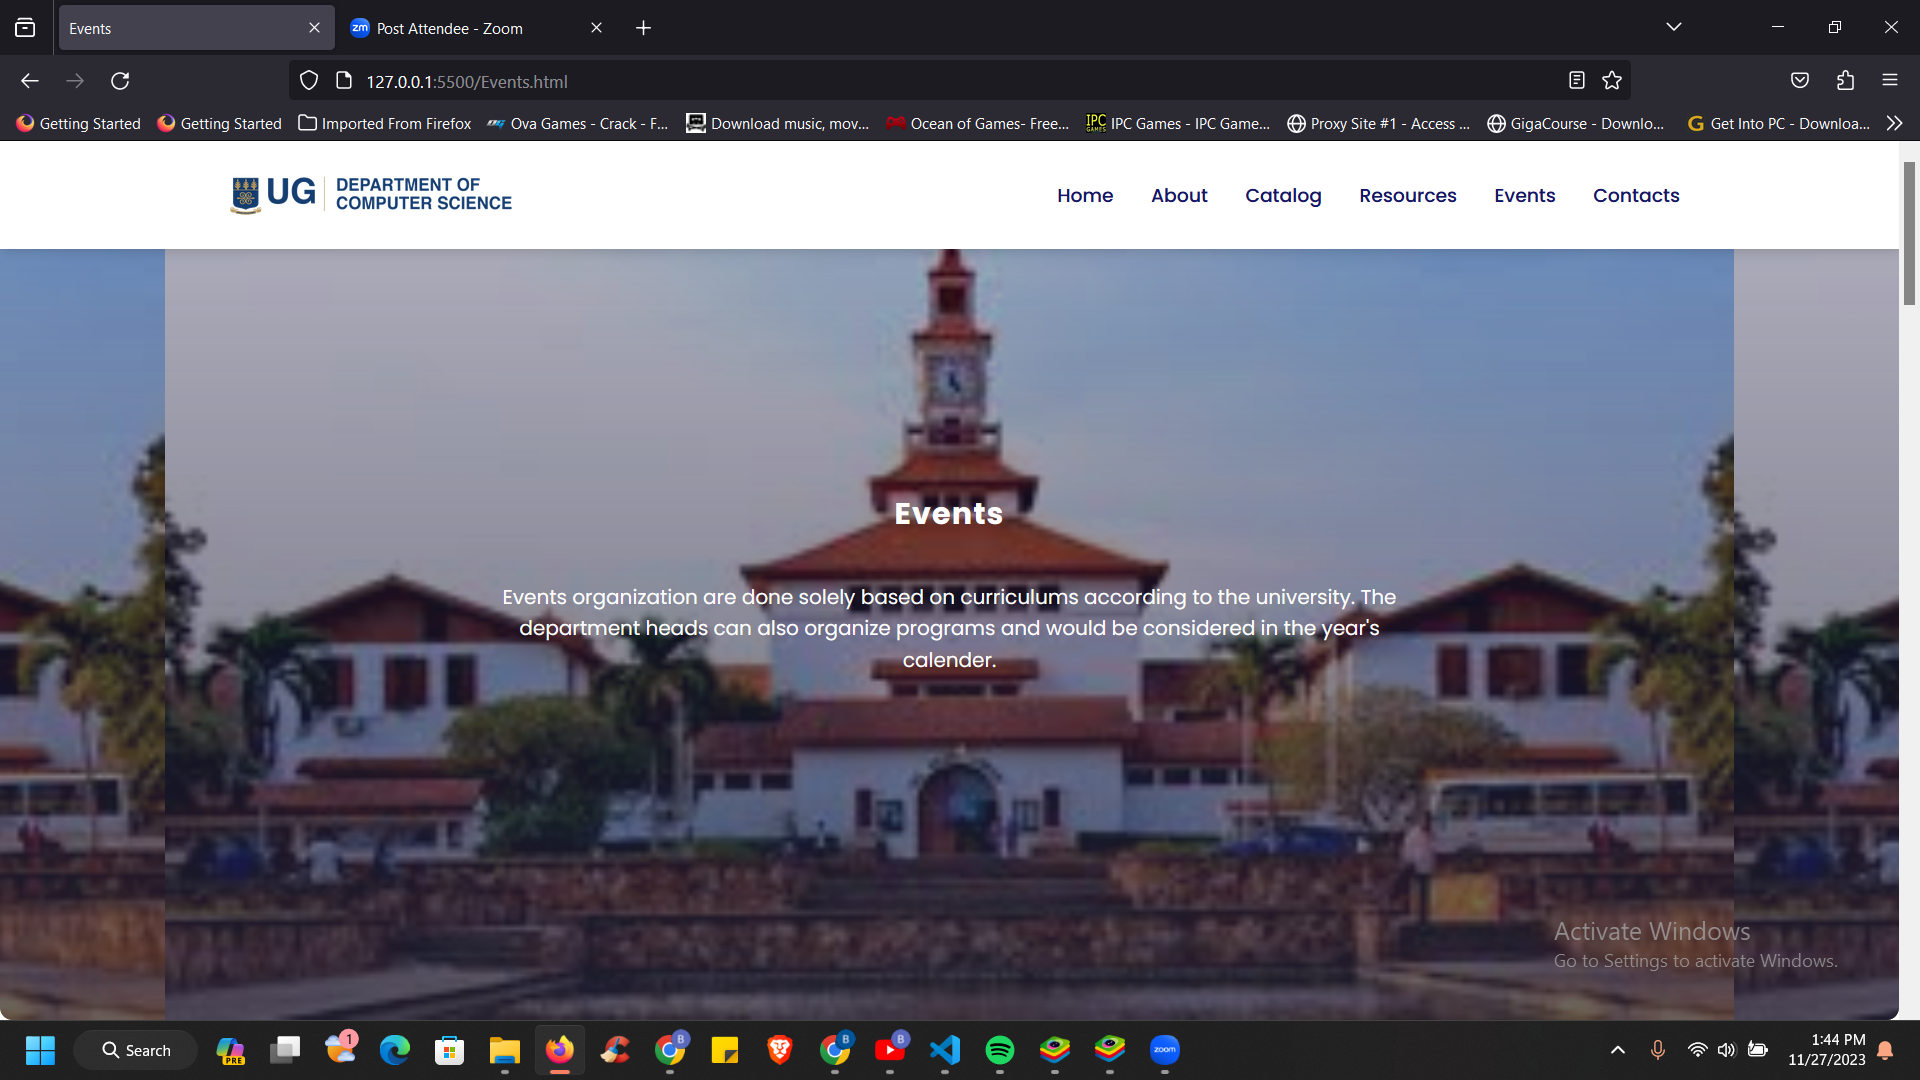 Events
Post Attendee - Zoom
127.0.0.1:5500/Events.html
Getting Started
Getting Started
Imported From Firefox
Ova Games - Crack - F...
Download music, mov...
Ocean of Games- Free...
IPC Games - IPC Game...
Proxy Site #1 - Access ...
GigaCourse - Downlo...
Get Into PC - Downloa...
UG
DEPARTMENT OF
COMPUTER SCIENCE
Home
About
Catalog
Resources
Events
Contacts
Events
Events organization are done solely based on curriculums according to the university. The
department heads can also organize programs and would be considered in the year's
calender.
Activate Windows
Go to Settings to activate Windows.
Search
PRE
1
B
B
B
zoom
1:44 PM
11/27/2023